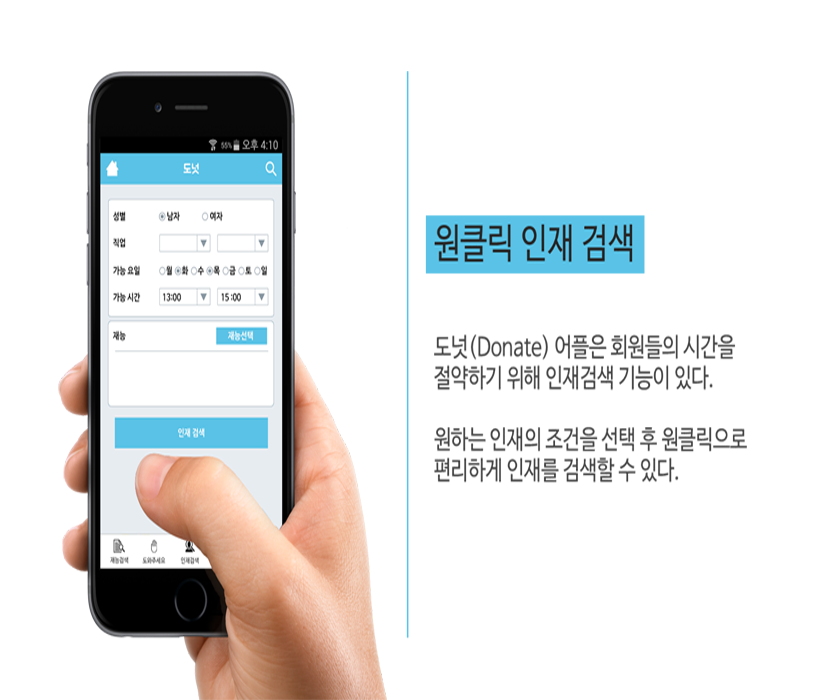 55% 오후 4:10
도넛
성별 남자 여자
직업
가능 요일 월 화 수 목 금 토 일
가능 시간 13:00 15:00
재능 재능선택
인재 검색
재능검색 도와주세요 인재검색
원클릭 인재 검색
도넛(Donate) 어플은 회원들의 시간을
절약하기 위해 인재검색 기능이 있다.
원하는 인재의 조건을 선택 후 원클릭으로
편리하게 인재를 검색할 수 있다.